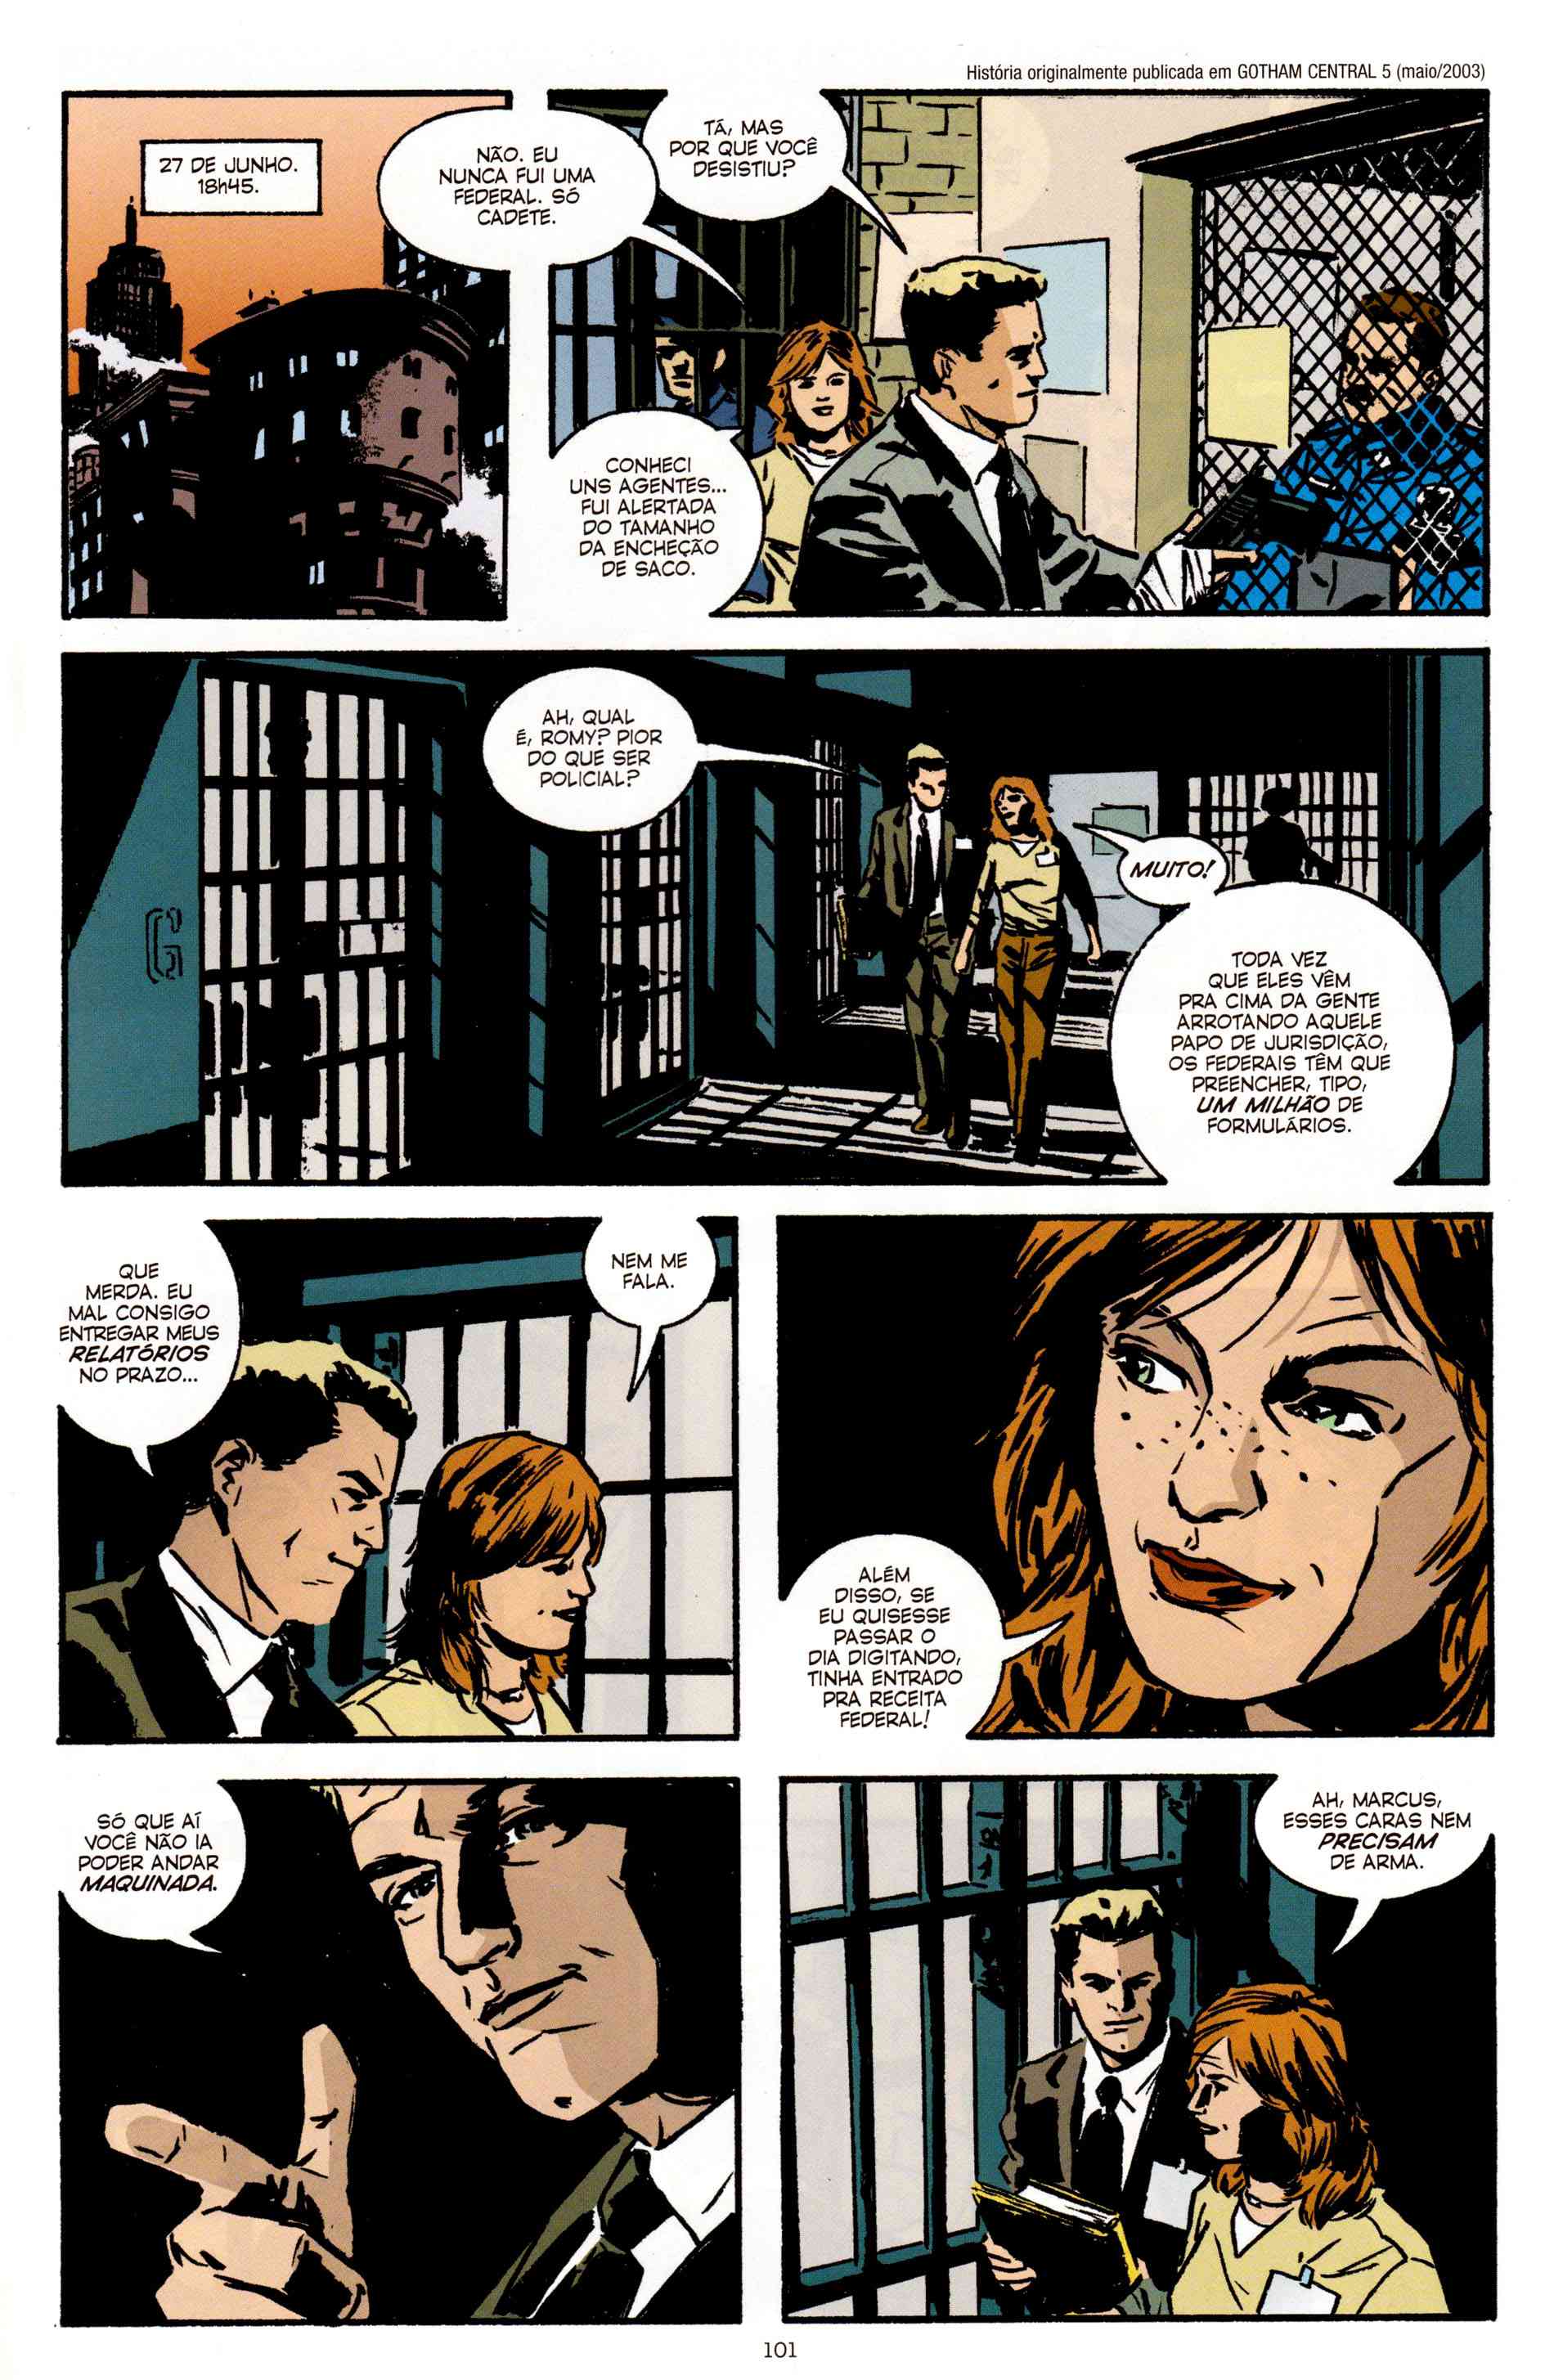 História originalmente publicada em GOTHAM CENTRAL 5 (maio/2003)
27 DE JUNHO.
18h45.
NÃO. EU
NUNCA FUI UMA
FEDERAL. SÓ
CADETE.
TÁ, MAS
POR QUE VOCÊ
DESISTIU?
CONHECI
UNS AGENTES...
FUI ALERTADA
DO TAMANHO
DA ENCHEÇÃO
DE SACO.
AH, QUAL
É, ROMY? PIOR
DO QUE SER
POLICIAL?
MUITO!
TODA VEZ
QUE ELES VÊM
PRA CIMA DA GENTE
ARROTANDO AQUELE
PAPO DE JURISDIÇÃO,
OS FEDERAIS TÊM QUE
PREENCHER, TIPO,
UM MILHÃO DE
FORMULÁRIOS.
G
QUE
MERDA. EU
MAL CONSIGO
ENTREGAR MEUS
RELATÓRIOS
NO PRAZO...
NEM ME
FALA.
ALÉM
DISSO, SE
EU QUISESSE
PASSAR O
DIA DIGITANDO,
TINHA ENTRADO
PRA RECEITA
FEDERAL!
SÓ QUE AÍ
VOCÊ NÃO IA
PODER ANDAR
MAQUINADA.
AH, MARCUS,
ESSES CARAS NEM
PRECISAM
DE ARMA.
101